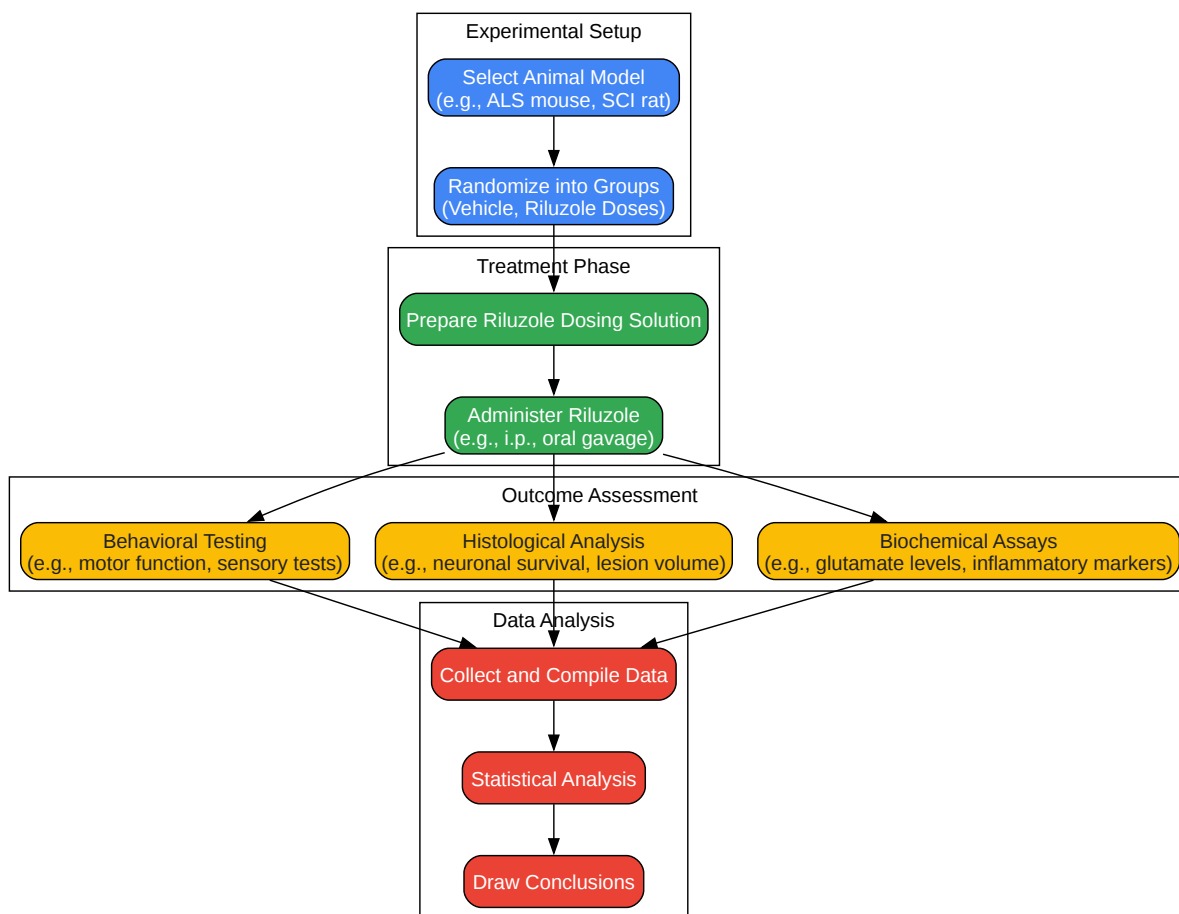 Experimental Setup
Select Animal Model
(e.g., ALS mouse, SCI rat)
Randomize into Groups
(Vehicle, Riluzole Doses)
Treatment Phase
Prepare Riluzole Dosing Solution
Administer Riluzole
(e.g., i.p., oral gavage)
Outcome Assessment
Behavioral Testing
(e.g., motor function, sensory tests)
Histological Analysis
(e.g., neuronal survival, lesion volume)
Biochemical Assays
(e.g., glutamate levels, inflammatory markers)
Data Analysis
Collect and Compile Data
Statistical Analysis
Draw Conclusions